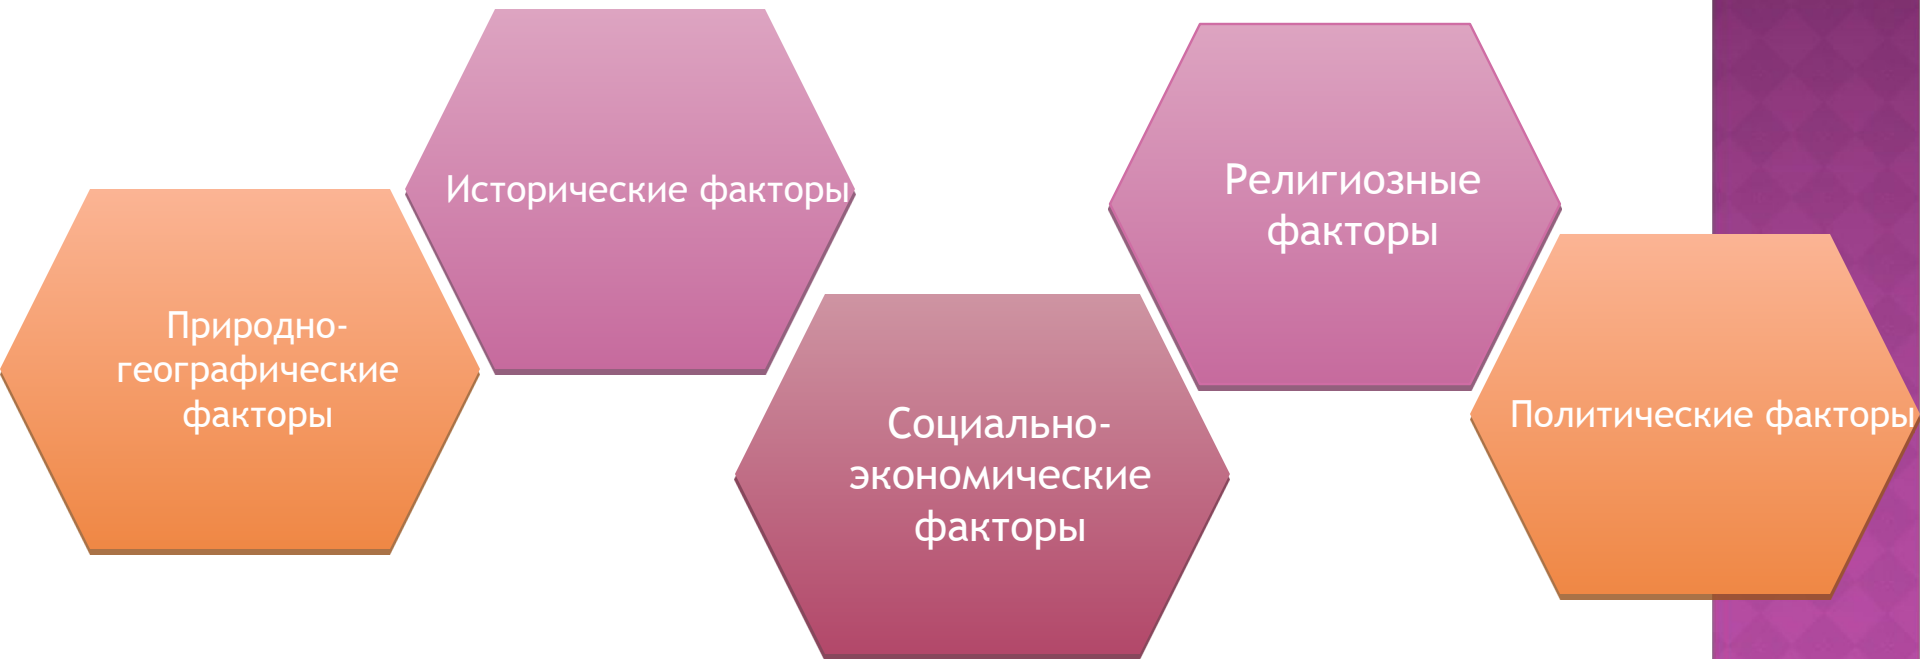 Природно-
географические
факторы
Исторические факторы
Социально-
экономические
факторы
Религиозные
факторы
Политические факторы